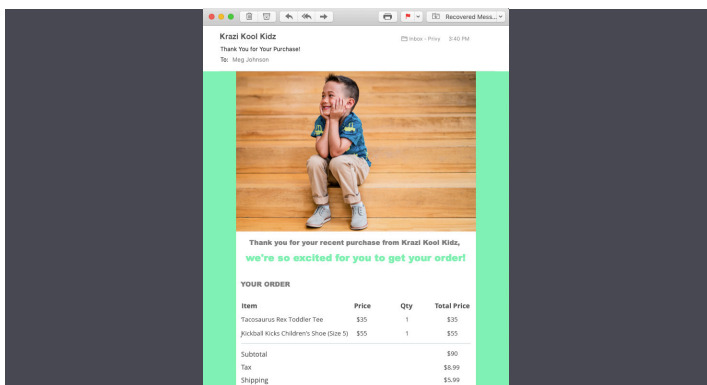 Recovered Mess...
Krazi Kool Kidz
Inbox - Privy 3:40 PM
Thank You for Your Purchase!
To: Meg Johnson
Thank you for your recent purchase from Krazi Kool Kidz,
we're so excited for you to get your order!
YOUR ORDER
Item Price Qty Total Price
Tacosaurus Rex Toddler Tee $35 1 $35
Kickball Kicks Children's Shoe (Size 5) $55 1 $55
Subtotal $90
Tax $8.99
Shipping $5.99